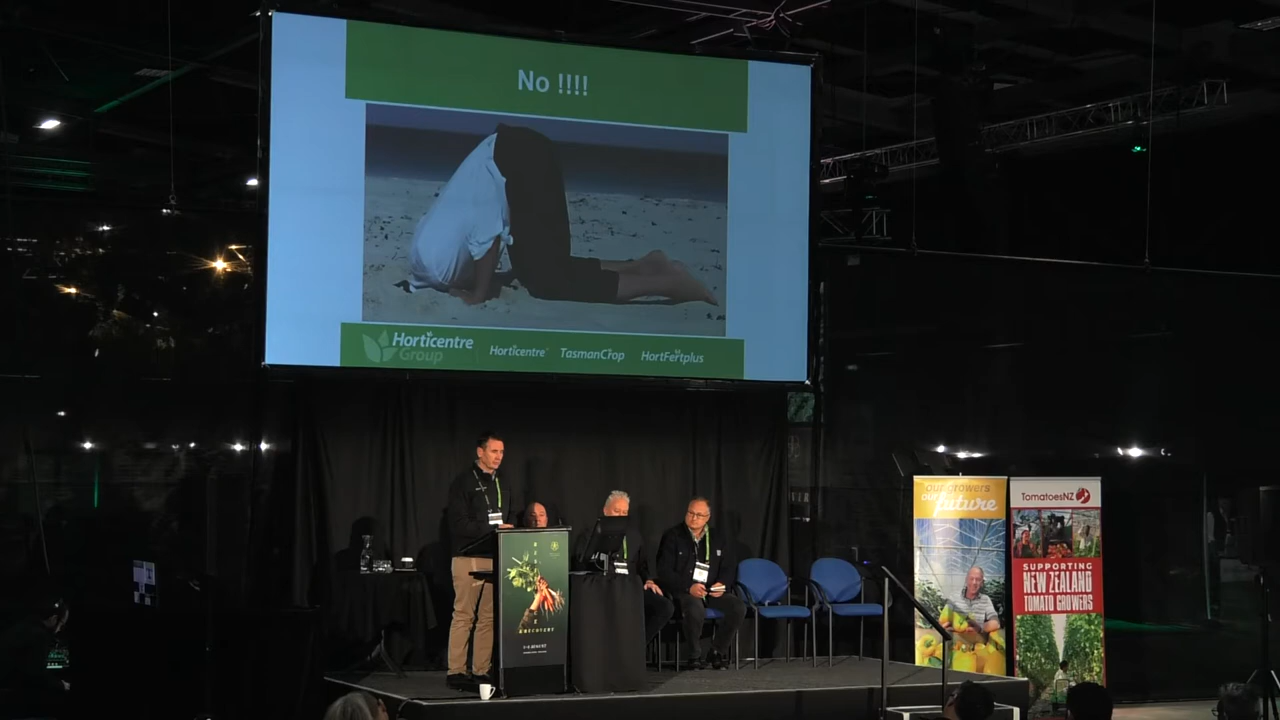 No !!!!
Horticentre
Group
Horticentre
TasmanCrop
HortFertplus
our growers
our future
TomatoesNZ
SUPPORTING
NEW ZEALAND
TOMATO GROWERS